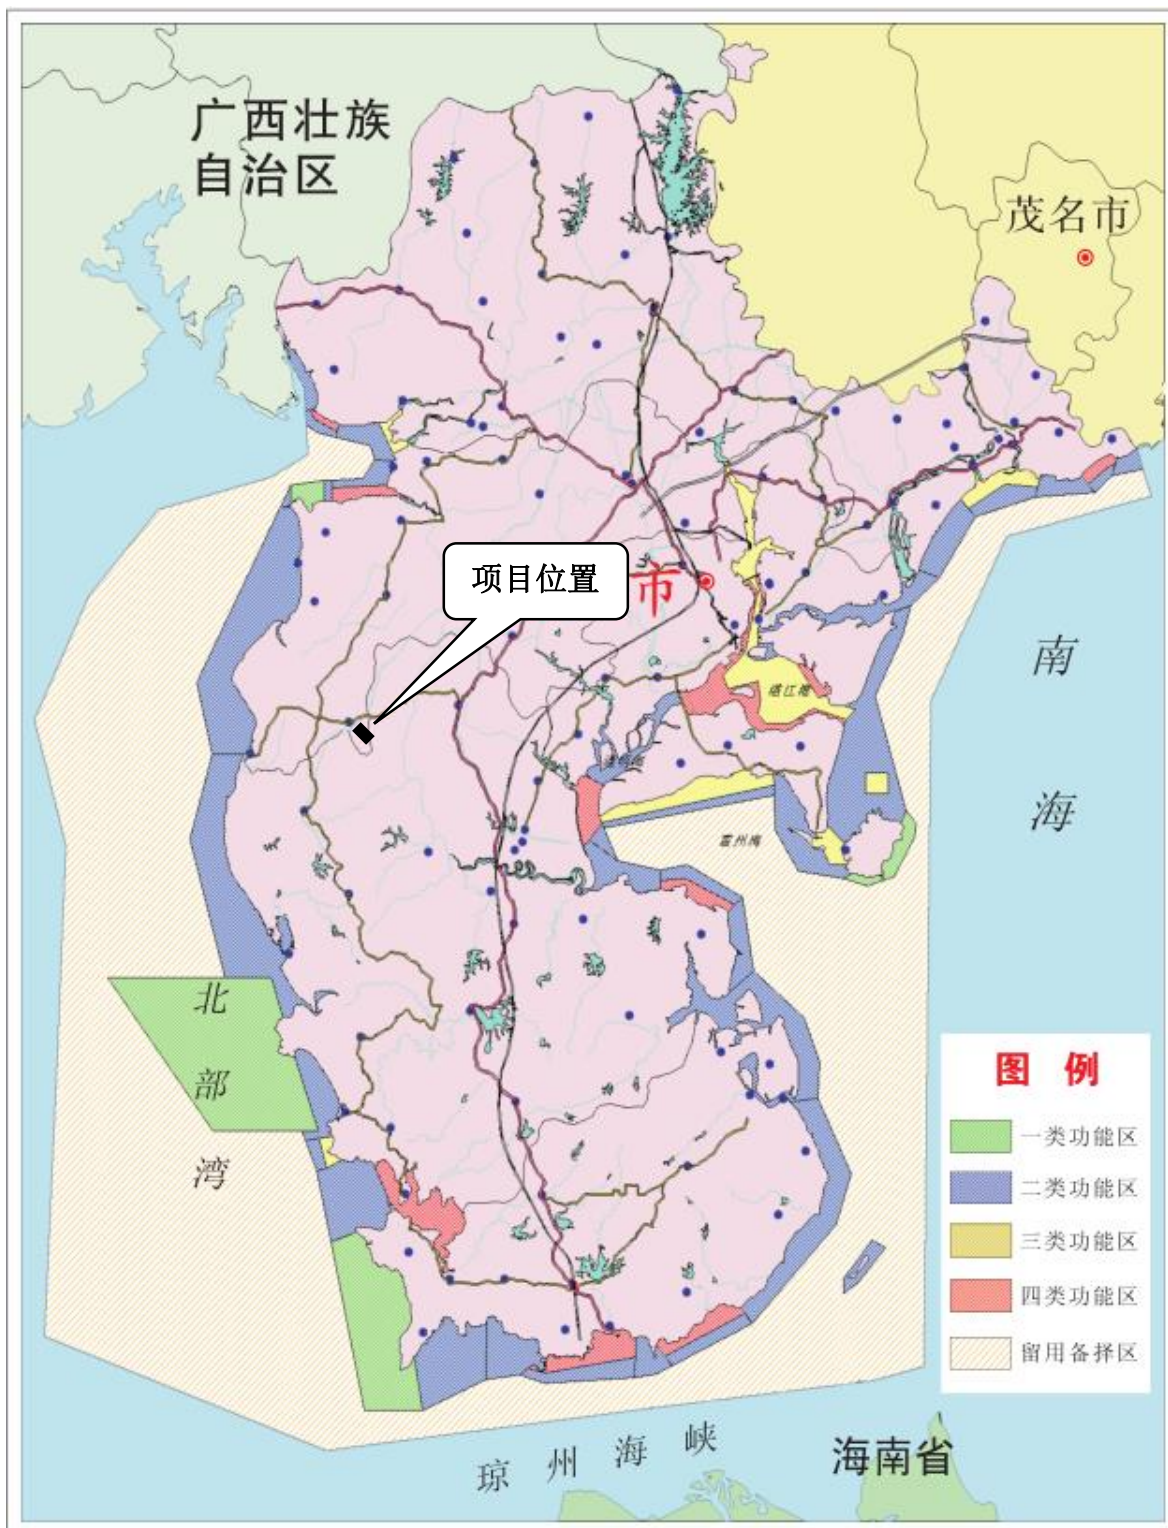 广西壮族
自治区
茂名市
项目位置
市
湛江港
南
海
雷州湾
北
部
湾
图 例
一类功能区
二类功能区
三类功能区
四类功能区
留用备择区
琼 州 海 峡
海南省